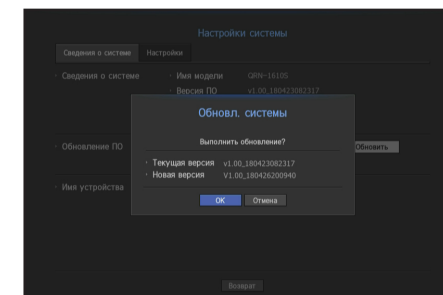 Настройки системы
Сведения о системе Настройки
· Сведения о системе · Имя модели QRN-1610S
· Версия ПО v1.00_180423082317
Обновл. системы
Выполнить обновление?
· Обновление ПО Обновить
· Текущая версия v1.00_180423082317
· Новая версия V1.00_180426200940
· Имя устройства
OK Отмена
Возврат